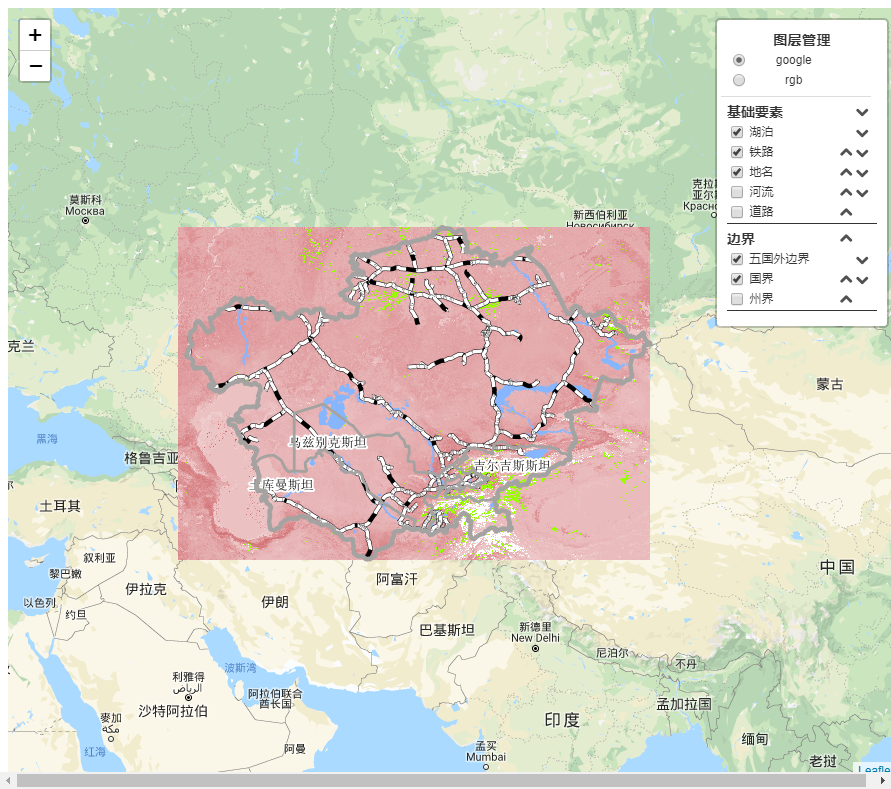 +
−
图层管理
google
rgb
基础要素
湖泊
铁路
地名
河流
道路
边界
五国外边界
国界
州界
莫斯科
Москва
克拉
亚尔
Красно
新西伯利亚
Новосибирск
克兰
蒙古
黑海
格鲁吉亚
乌兹别克斯坦
吉尔吉斯斯坦
库曼斯坦
土耳其
叙利亚
黎巴嫩
以色列
约旦
伊拉克
伊朗
阿富汗
中国
巴基斯坦
新德里
New Delhi
尼泊尔
不丹
波斯湾
利雅得
الرياض
阿拉伯联合
酋长国
沙特阿拉伯
麥加
مكة
红海
阿曼
印度
孟加拉国
孟买
Mumbai
缅甸
老挝
Leafle